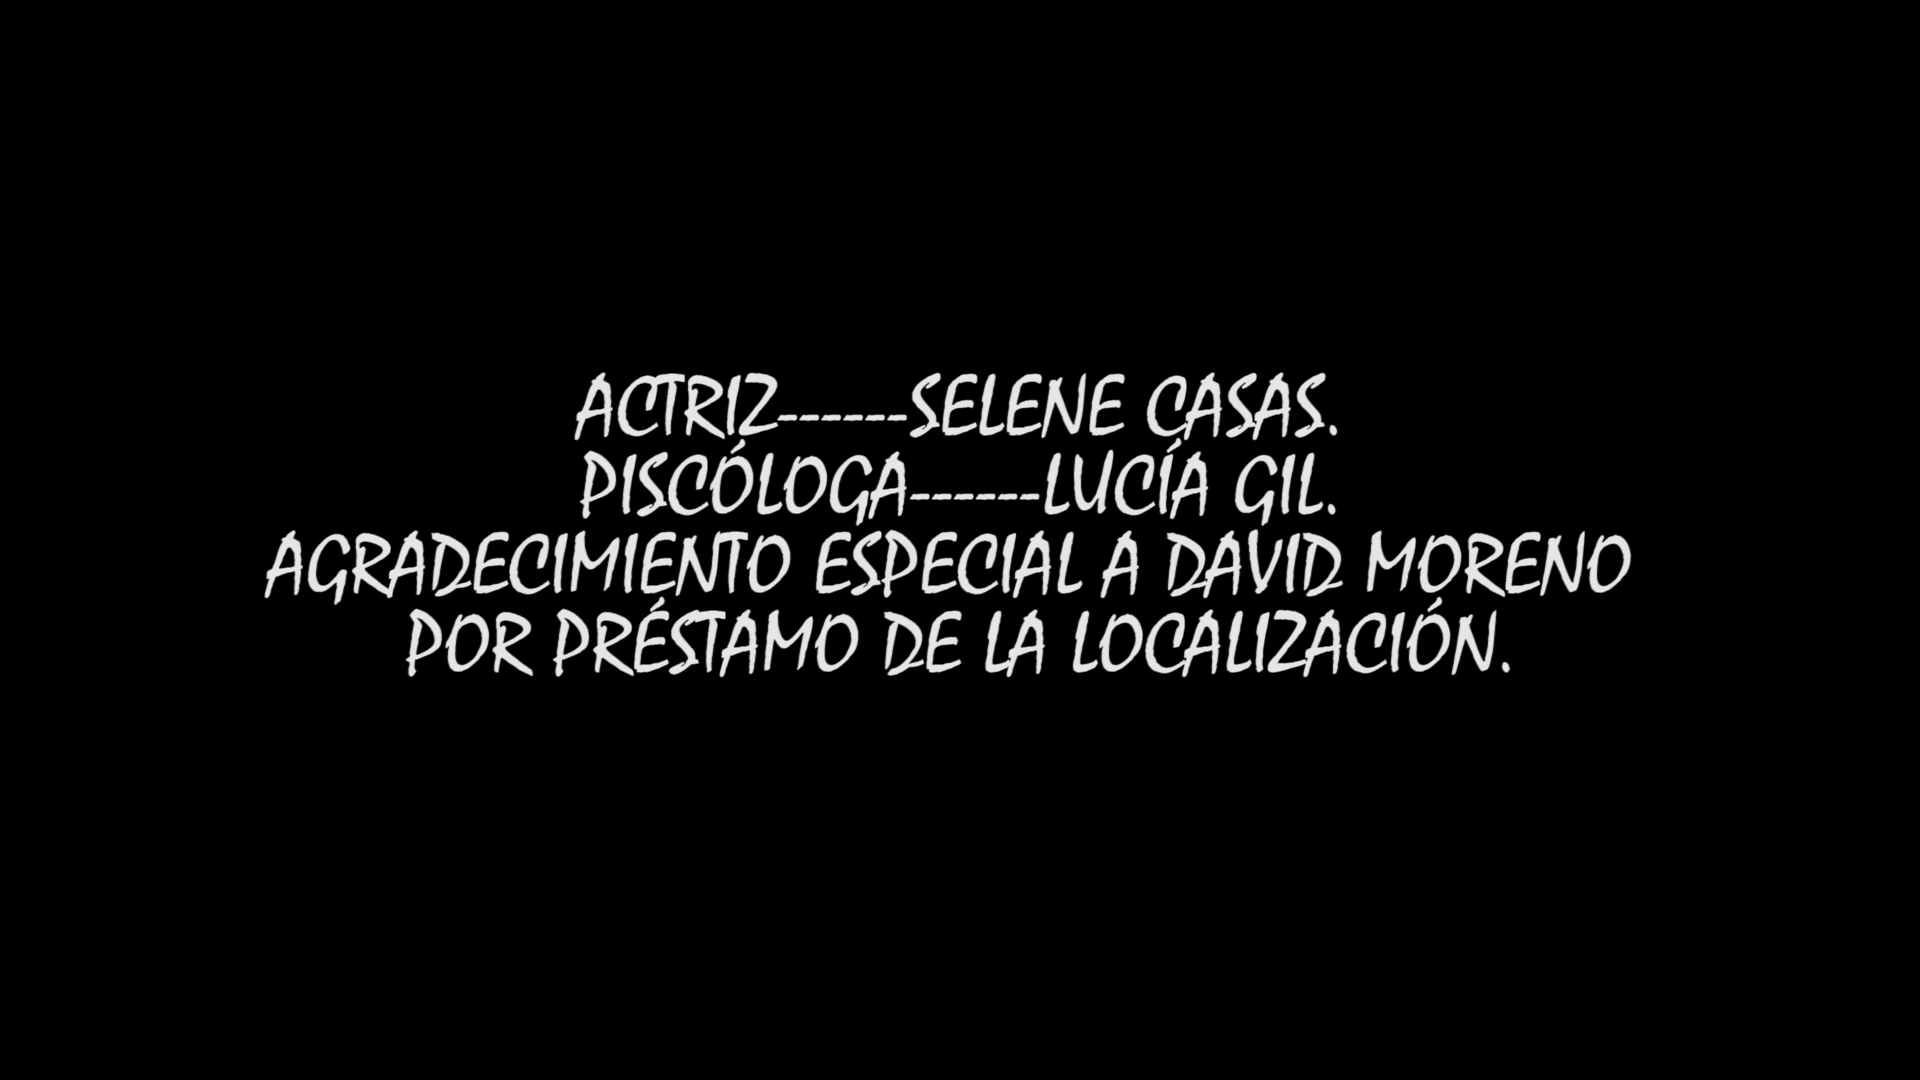 ACTRIZ------SELENE CASAS.
PISCÓLOGA------LUCÍA GIL.
AGRADECIMIENTO ESPECIAL A DAVID MORENO
POR PRÉSTAMO DE LA LOCALIZACIÓN.